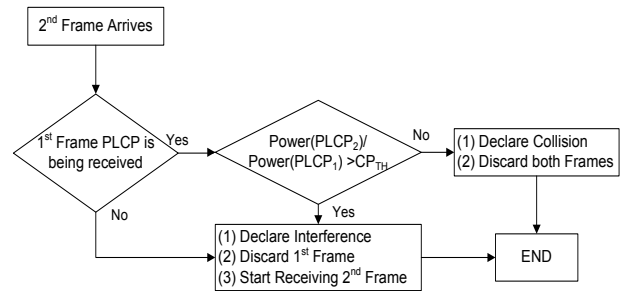 2nd Frame Arrives
1st Frame PLCP is
being received
Yes
No
Power(PLCP2)/
Power(PLCP1) >CPTH
No
Yes
(1) Declare Collision
(2) Discard both Frames
(1) Declare Interference
(2) Discard 1st Frame
(3) Start Receiving 2nd Frame
END